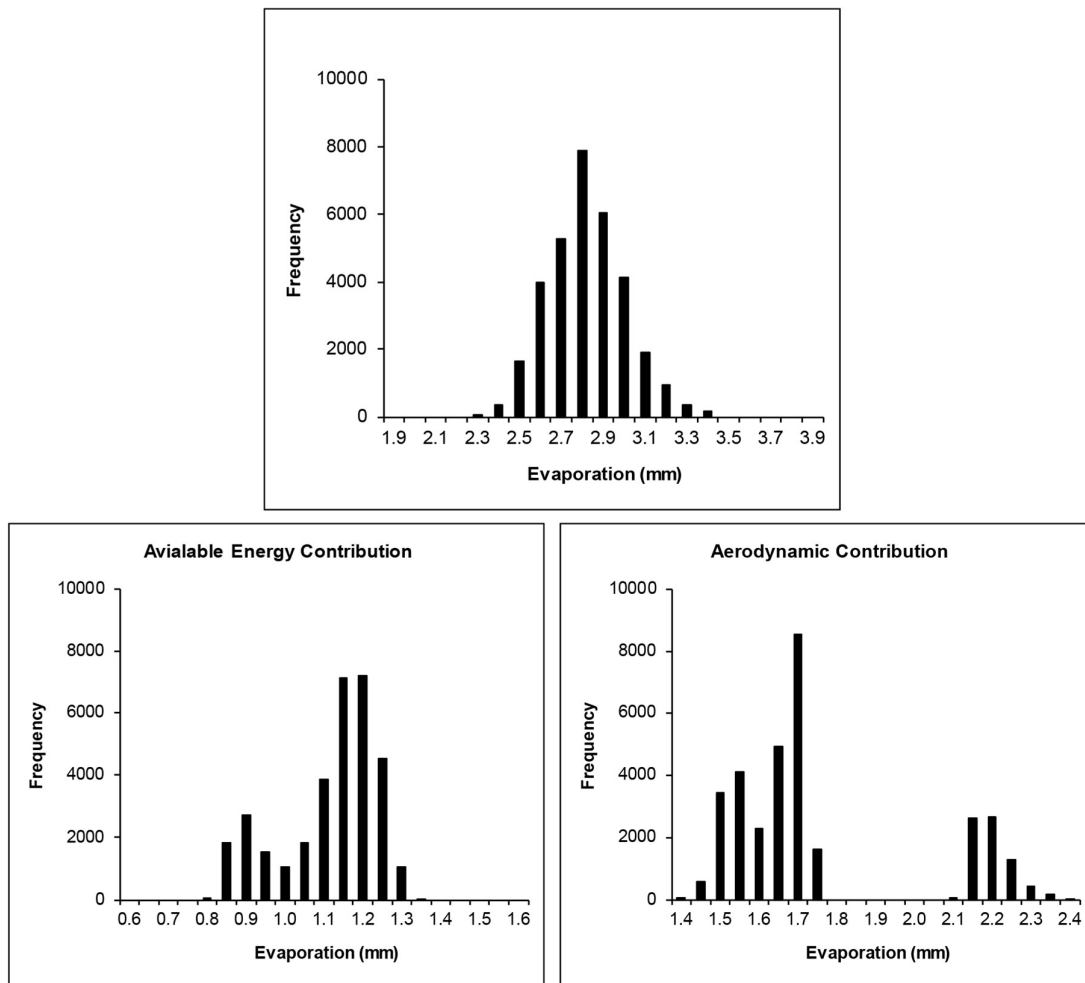 10000
8000
6000
4000
2000
0
Frequency
1.9 2.1 2.3 2.5 2.7 2.9 3.1 3.3 3.5 3.7 3.9
Evaporation (mm)
Avialable Energy Contribution
10000
8000
6000
4000
2000
0
Frequency
0.6 0.7 0.8 0.9 1.0 1.1 1.2 1.3 1.4 1.5 1.6
Evaporation (mm)
Aerodynamic Contribution
10000
8000
6000
4000
2000
0
Frequency
1.4 1.5 1.6 1.7 1.8 1.9 2.0 2.1 2.2 2.3 2.4
Evaporation (mm)